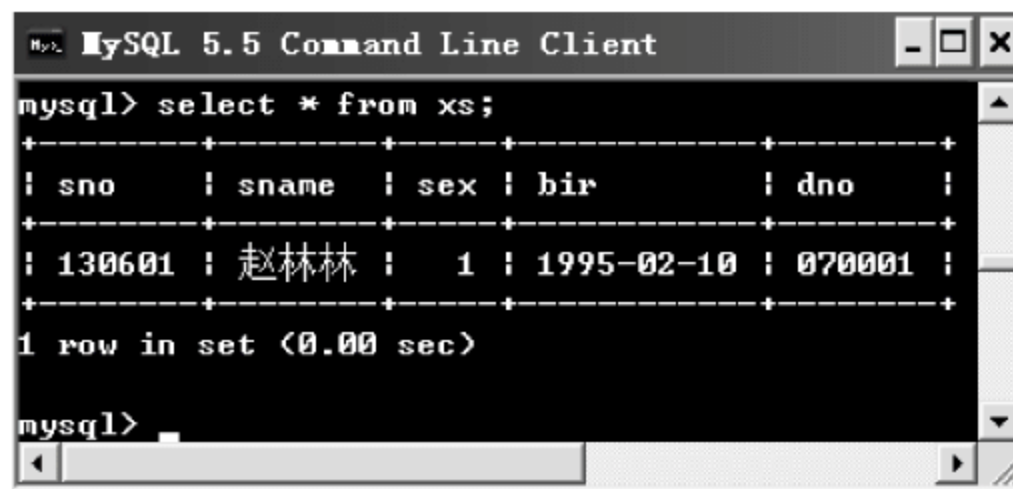 MySQL 5.5 Command Line Client
mysql> select * from xs;
+--------+--------+-----+------------+--------+
| sno    | sname  | sex | bir        | dno    |
+--------+--------+-----+------------+--------+
| 130601 | 赵林林 |   1 | 1995-02-10 | 070001 |
+--------+--------+-----+------------+--------+
1 row in set (0.00 sec)
mysql> _